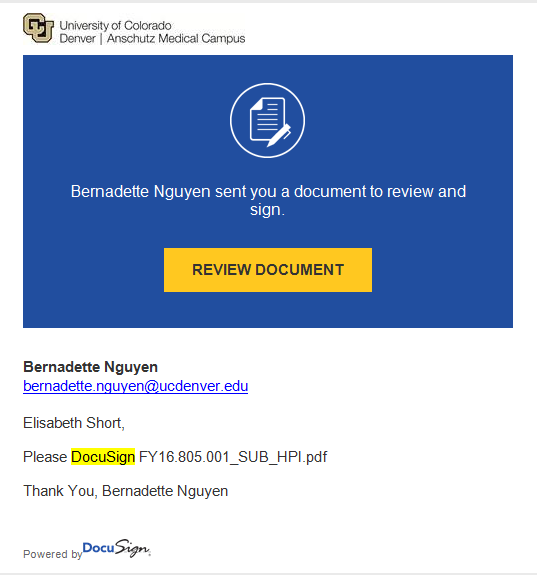 University of Colorado
Denver | Anschutz Medical Campus
Bernadette Nguyen sent you a document to review and
sign.
REVIEW DOCUMENT
Bernadette Nguyen
bernadette.nguyen@ucdenver.edu
Elisabeth Short,
Please DocuSign FY16.805.001_SUB_HPI.pdf
Thank You, Bernadette Nguyen
Powered by DocuSign